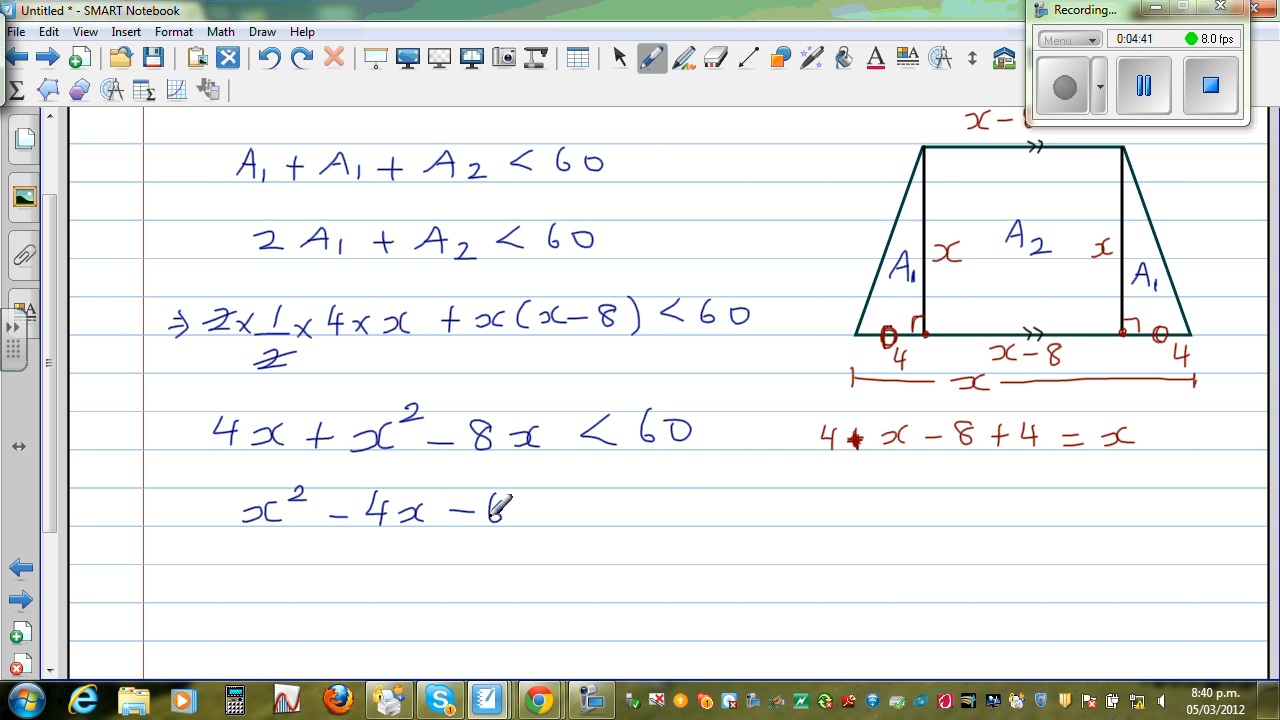 Untitled * - SMART Notebook
Recording...
File Edit View Insert Format Math Draw Help
Menu
0:04:41
8.0 fps
A₁ + A₁ + A₂ < 60
2 A₁ + A₂ < 60
⇒ 2 × 1/2 × 4 × x + x(x - 8) < 60
4x + x² - 8x < 60
x² - 4x - 6
x - 
A₁
x
A₂
x
A₁
4
x - 8
4
x
4 + x - 8 + 4 = x
8:40 p.m.
05/03/2012